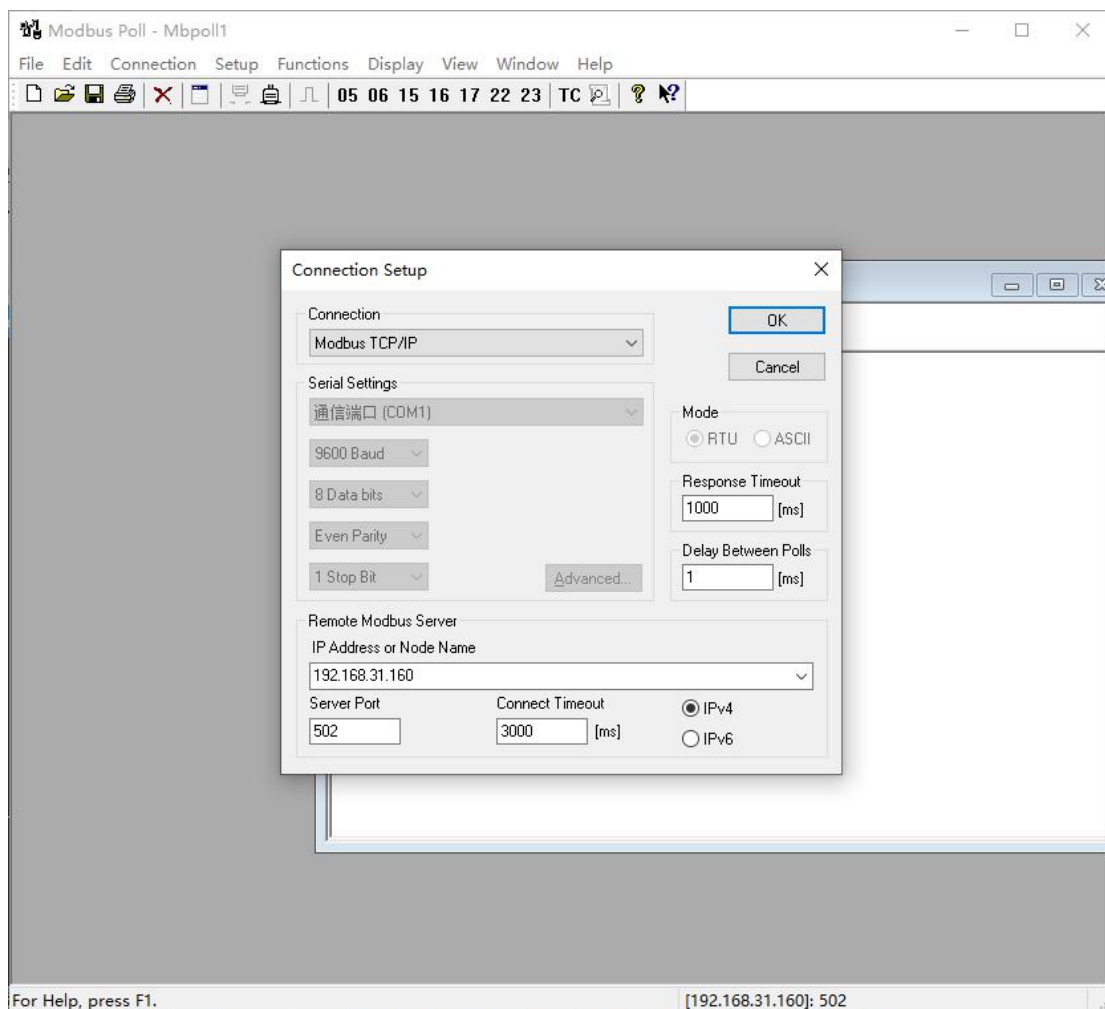 Modbus Poll - Mbpoll1
File Edit Connection Setup Functions Display View Window Help
05 06 15 16 17 22 23 TC
Connection Setup
Connection
OK
Modbus TCP/IP
Cancel
Serial Settings
通信端口 (COM1)
Mode
RTU ASCII
9600 Baud
Response Timeout
8 Data bits
1000 [ms]
Even Parity
Delay Between Polls
1 Stop Bit
Advanced...
1 [ms]
Remote Modbus Server
IP Address or Node Name
192.168.31.160
Server Port Connect Timeout
IPv4
502 3000 [ms]
IPv6
For Help, press F1. [192.168.31.160]: 502